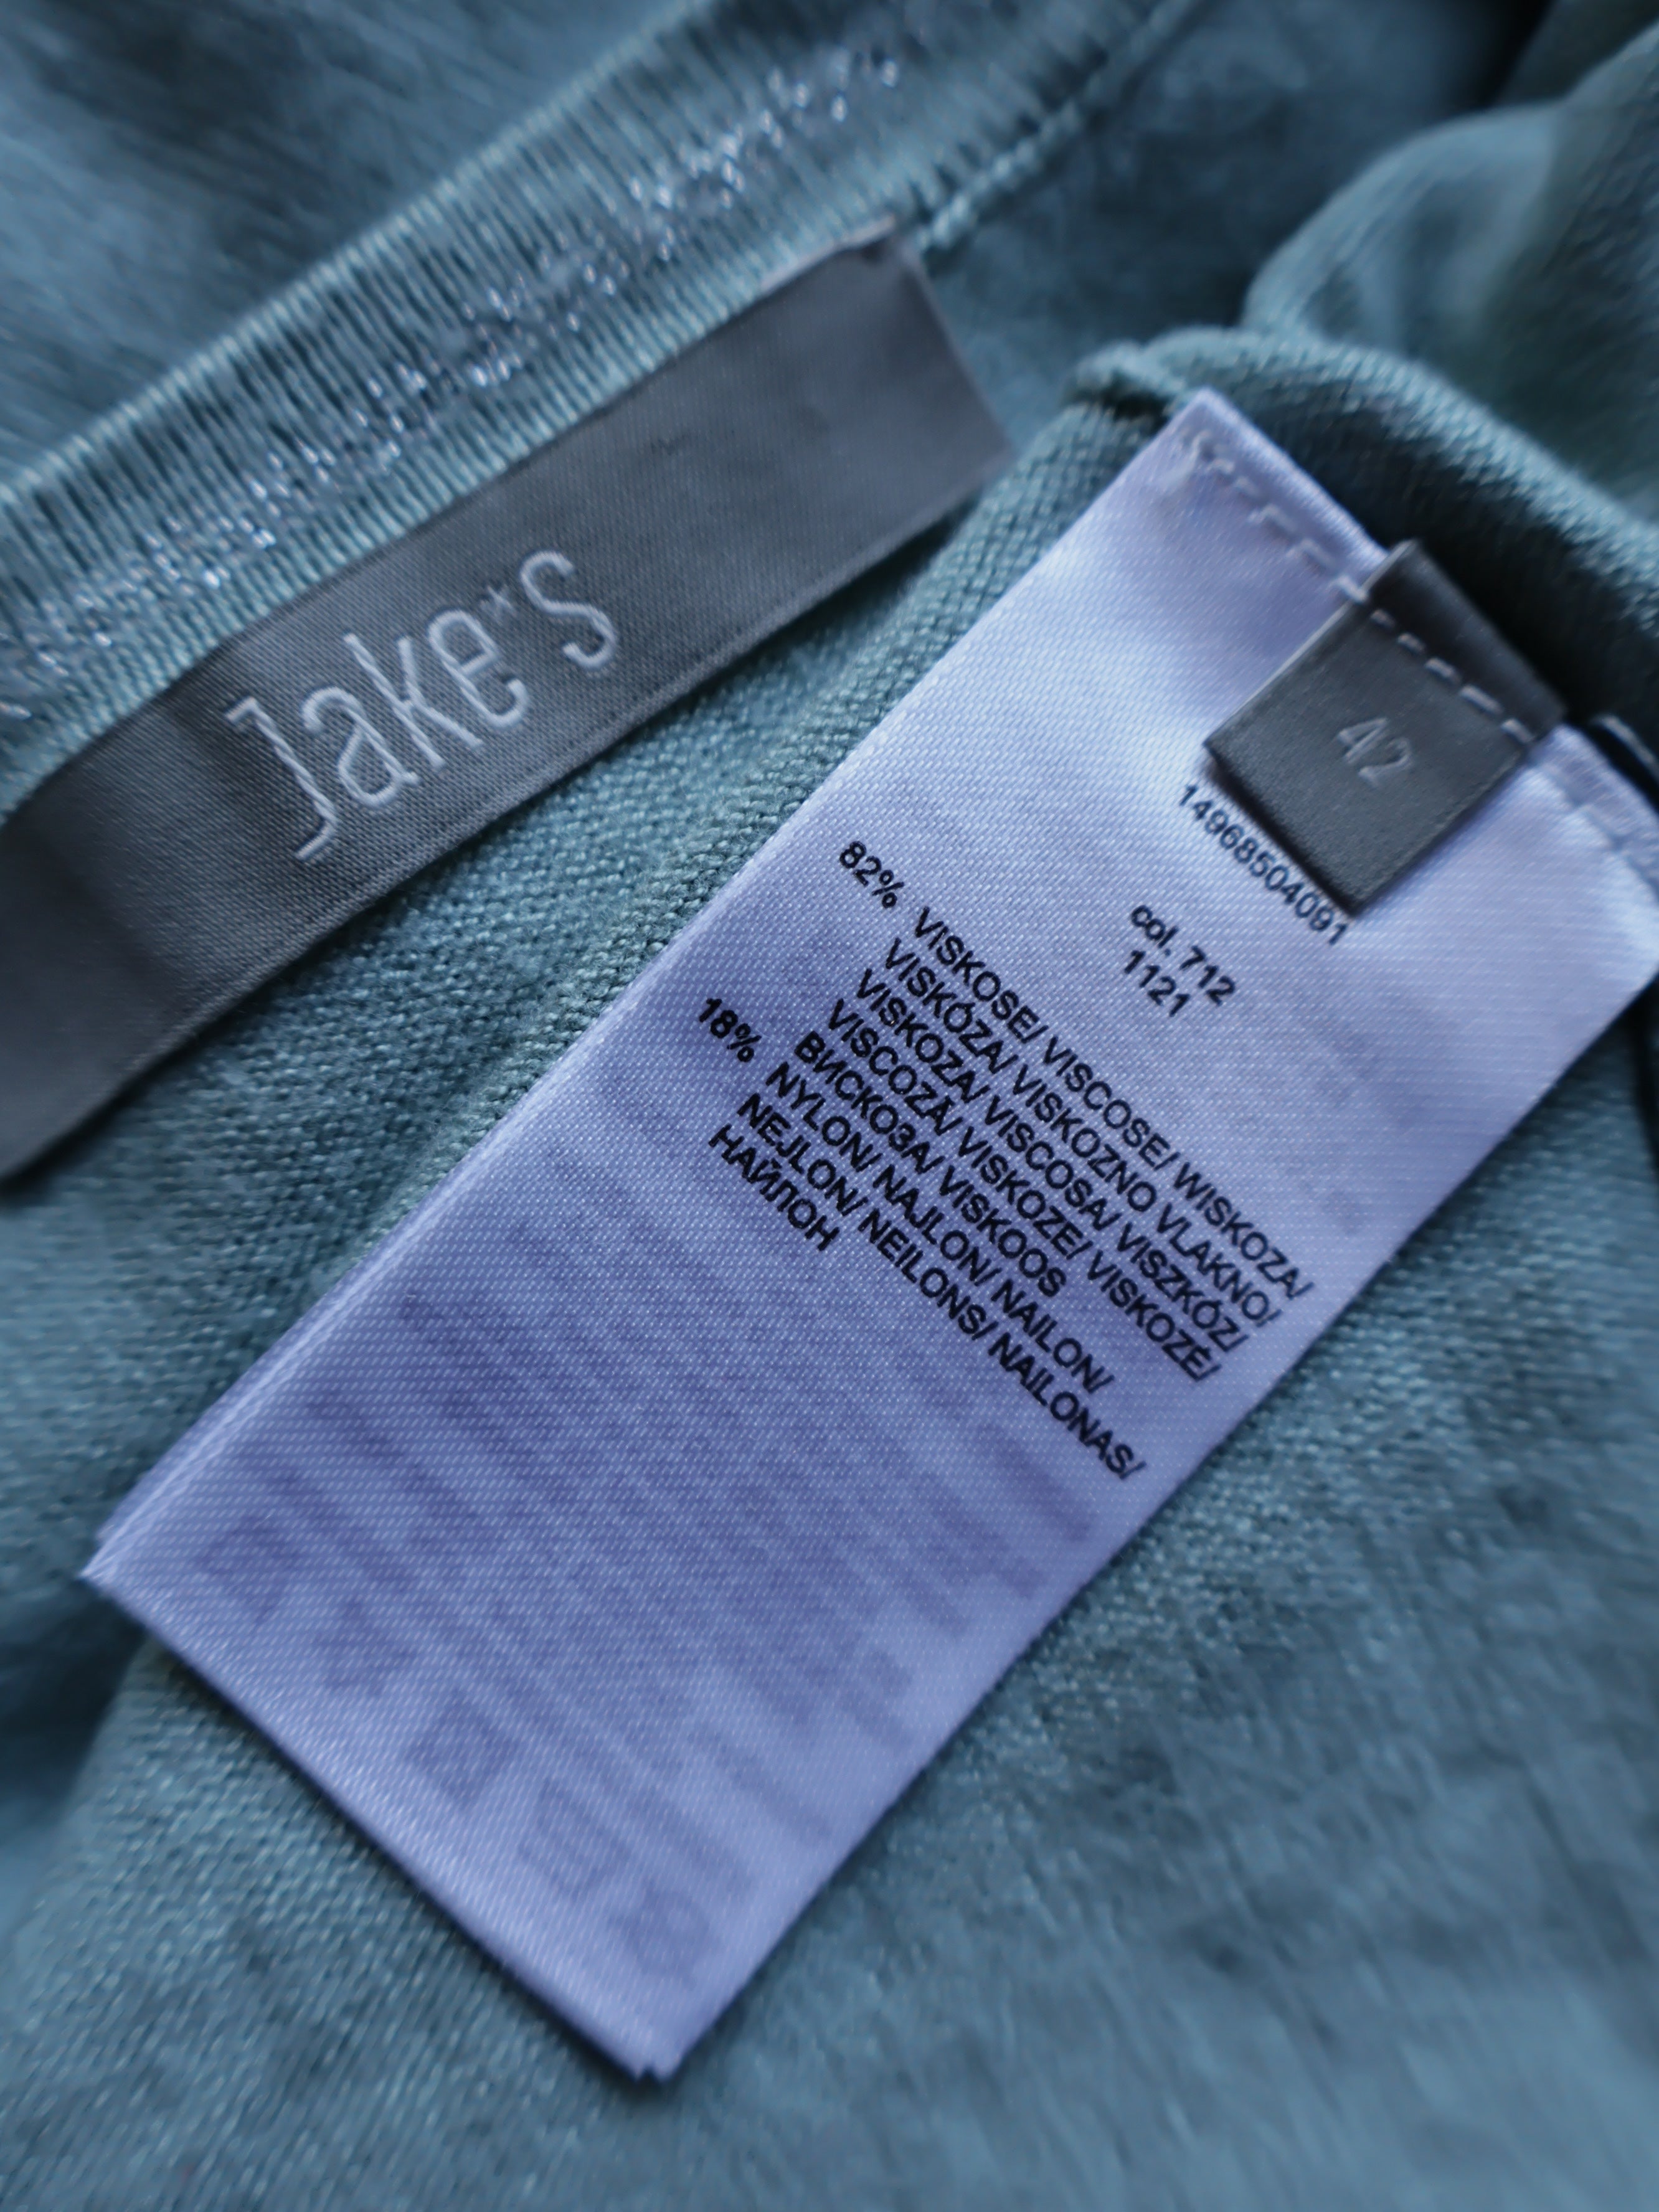 Jake*s
42
14968504091
col. 712
1121
82% VISKOSE/ VISCOSE/ WISKOZA/
VISKÓZA/ VISKOZNO VLAKNO/
VISKOZA/ VISCOSA/ VISZKÓZ/
VISCOZĂ/ VISKOZE/ VISKOZĖ/
ВИСКОЗА/ VISKOOS
18% NYLON/ NAJLON/ NAILON/
NEJLON/ NEILONS/ NAILONAS/
НАЙЛОН